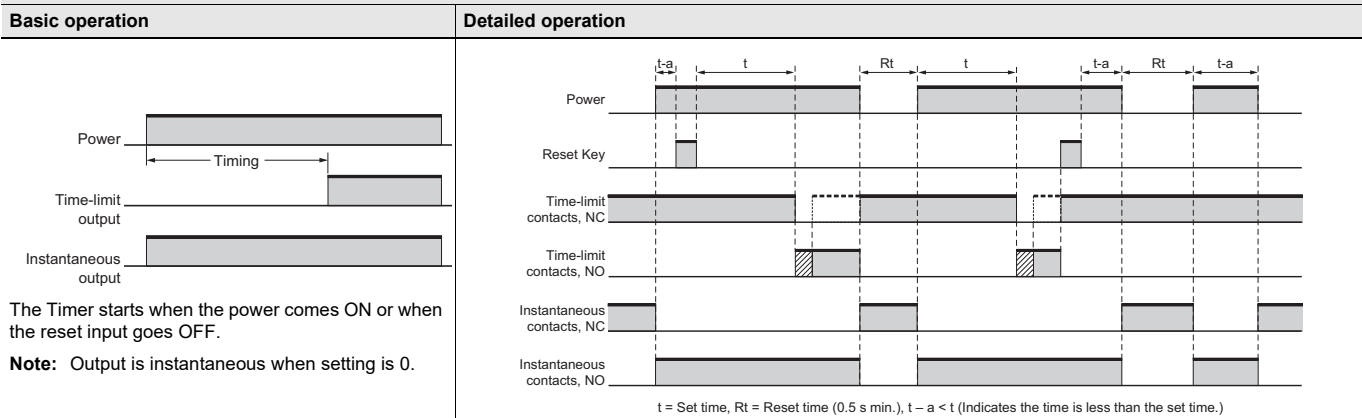 Basic operation
Power
Timing
Time-limit
output
Instantaneous
output
The Timer starts when the power comes ON or when
the reset input goes OFF.
Note: Output is instantaneous when setting is 0.
Detailed operation
t-a t Rt t t-a Rt t-a
Power
Reset Key
Time-limit
contacts, NC
Time-limit
contacts, NO
Instantaneous
contacts, NC
Instantaneous
contacts, NO
t = Set time, Rt = Reset time (0.5 s min.), t – a < t (Indicates the time is less than the set time.)